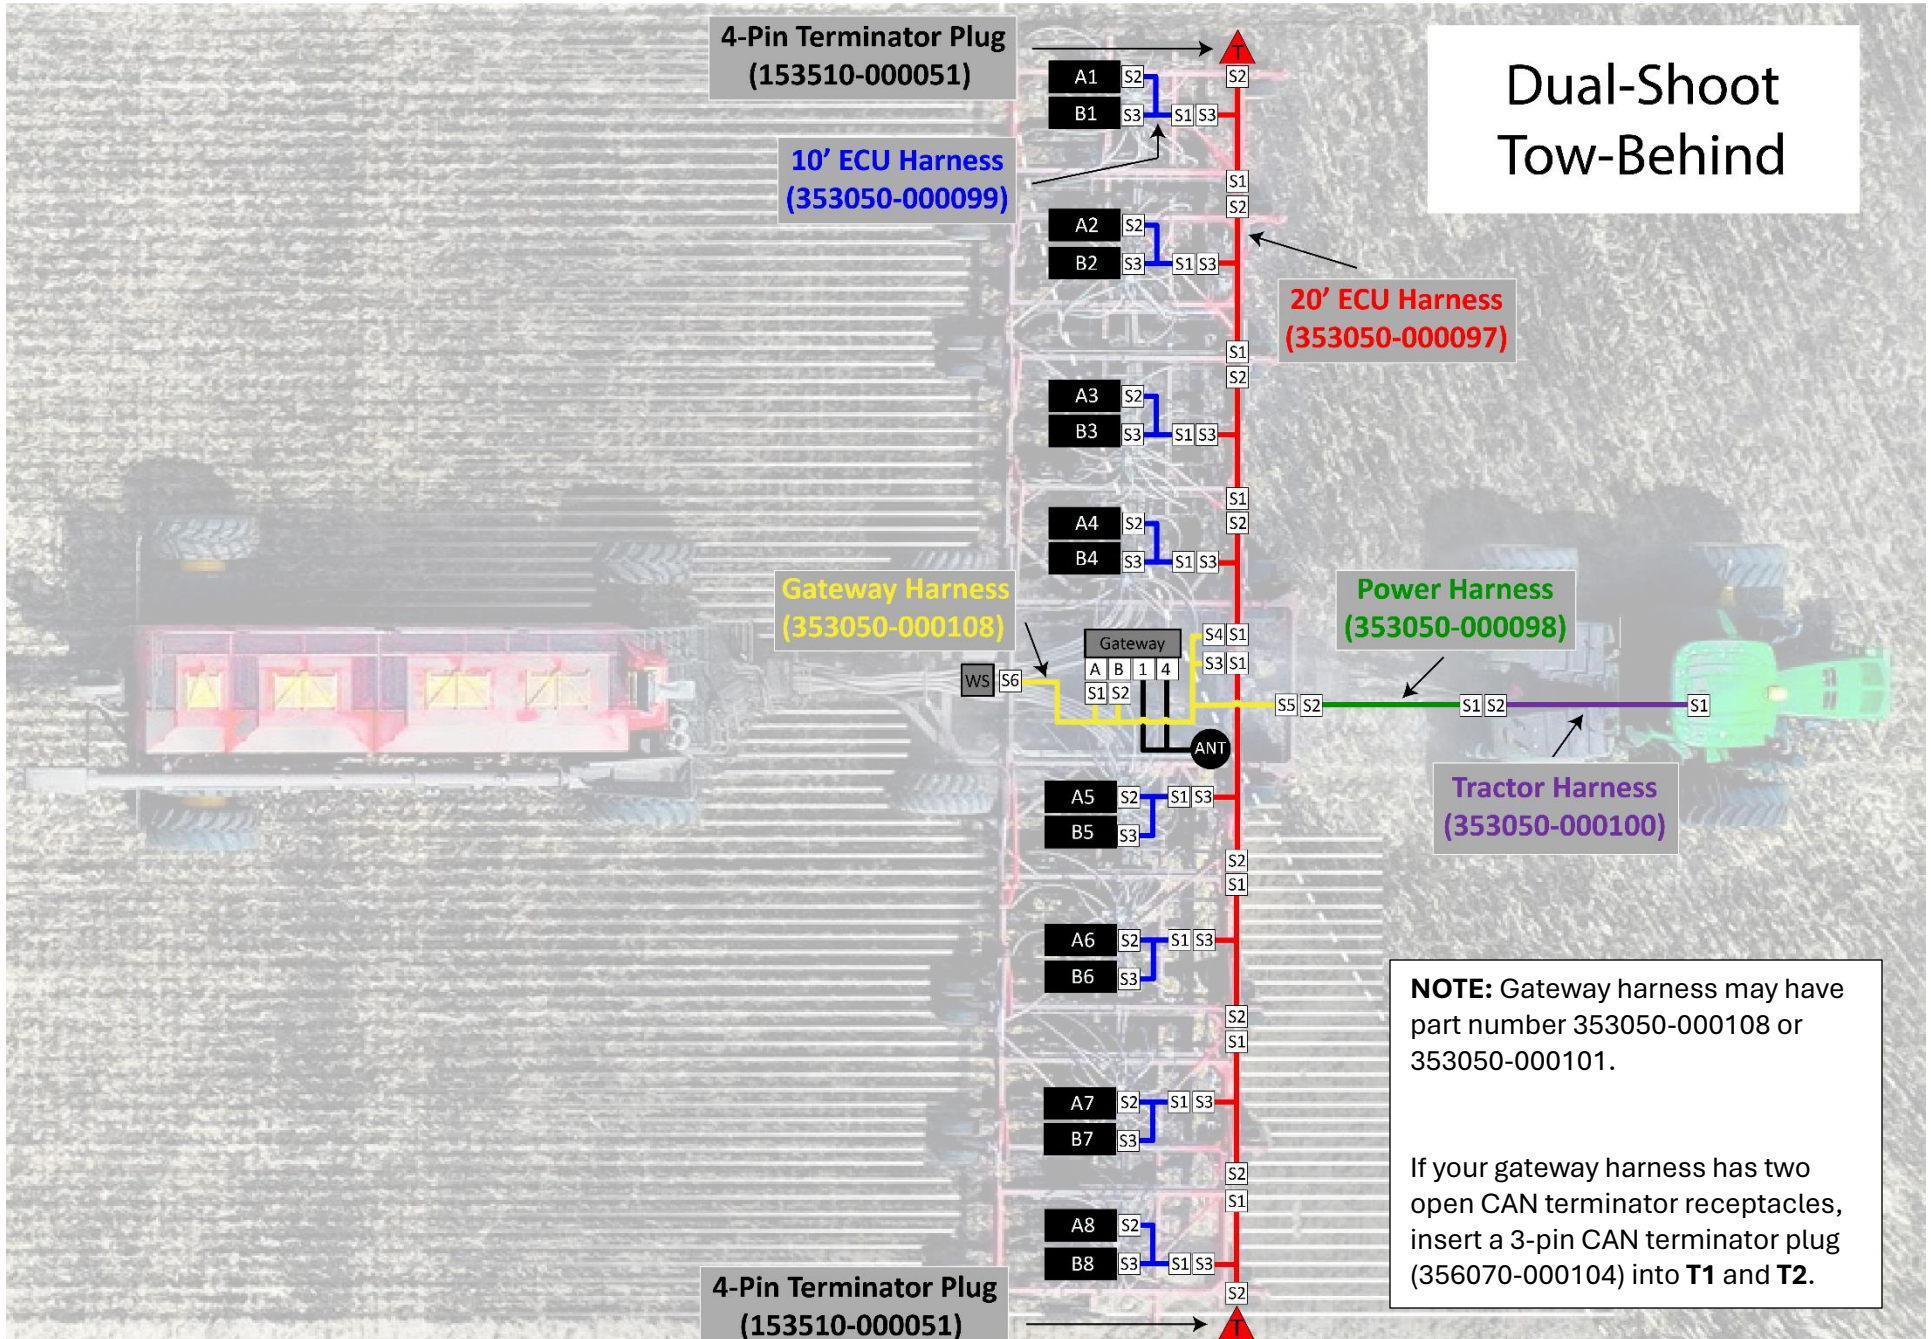 4-Pin Terminator Plug
(153510-000051)
T
S2
Dual-Shoot
Tow-Behind
A1 S2
B1 S3 S1 S3
10' ECU Harness
(353050-000099)
S1
S2
A2 S2
B2 S3 S1 S3
20' ECU Harness
(353050-000097)
S1
S2
A3 S2
B3 S3 S1 S3
S1
S2
A4 S2
B4 S3 S1 S3
Gateway Harness
(353050-000108)
Power Harness
(353050-000098)
S4 S1
Gateway
S3 S1
A B 1 4
WS S6
S1 S2
S5 S2
S1 S2
S1
ANT
Tractor Harness
(353050-000100)
A5 S2 S1 S3
B5 S3
S2
S1
A6 S2 S1 S3
B6 S3
S2
S1
A7 S2 S1 S3
B7 S3
S2
S1
A8 S2
B8 S3 S1 S3
S2
4-Pin Terminator Plug
(153510-000051)
T
NOTE: Gateway harness may have
part number 353050-000108 or
353050-000101.
If your gateway harness has two
open CAN terminator receptacles,
insert a 3-pin CAN terminator plug
(356070-000104) into T1 and T2.